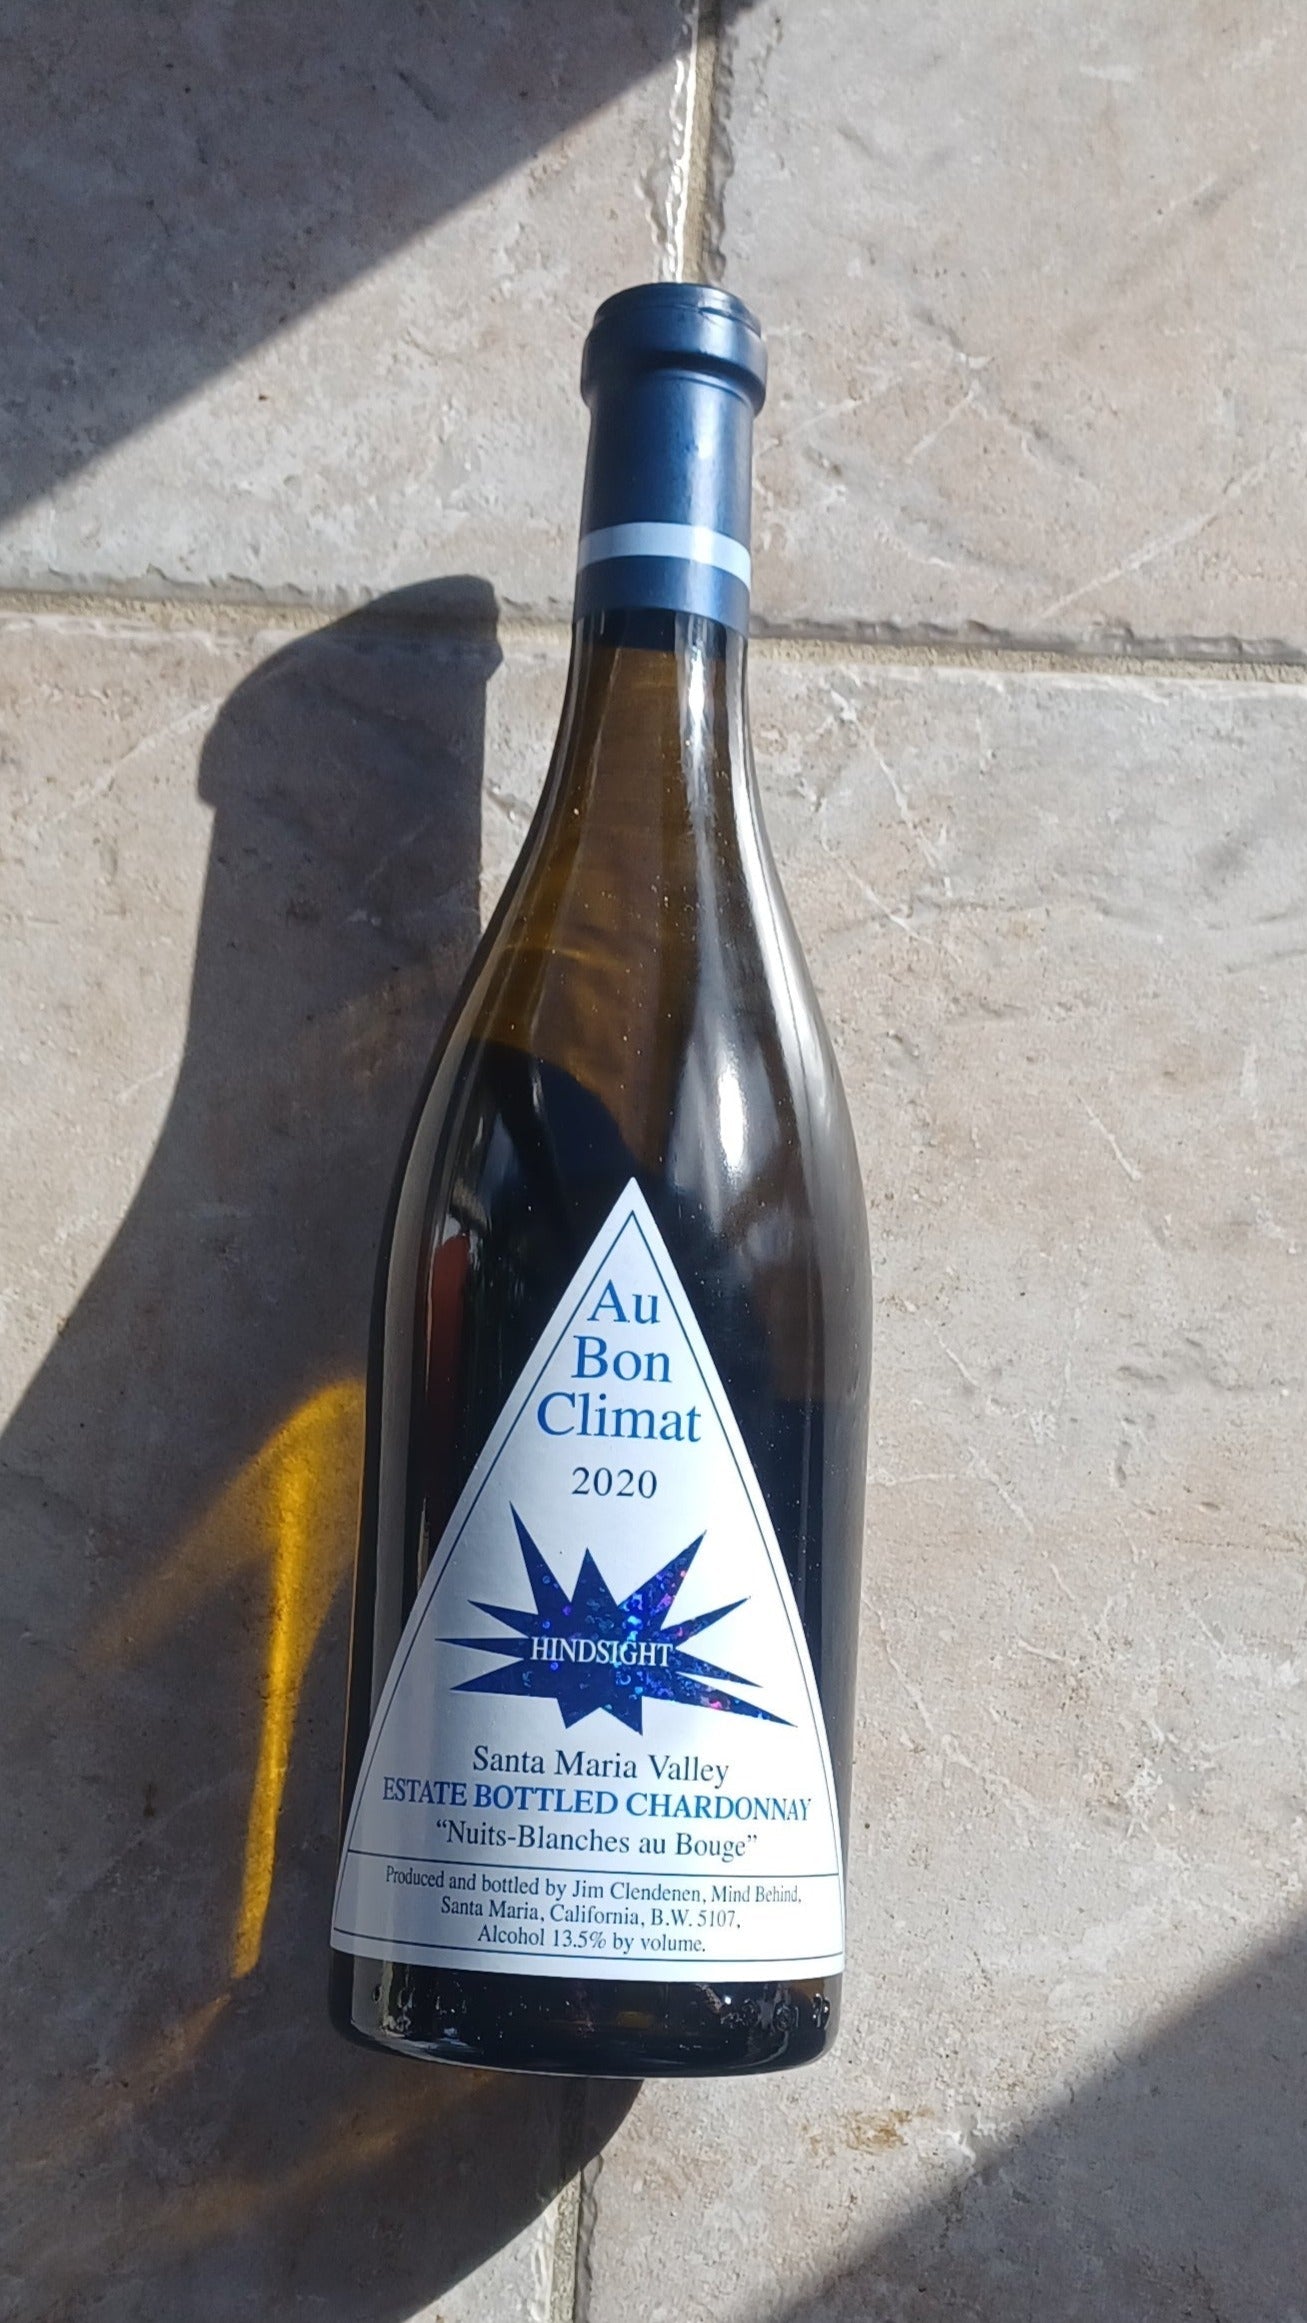 Au
Bon
Climat
2020
HINDSIGHT
Santa Maria Valley
ESTATE BOTTLED CHARDONNAY
“Nuits-Blanches au Bouge”
Produced and bottled by Jim Clendenen, Mind Behind,
Santa Maria, California, B.W. 5107,
Alcohol 13.5% by volume.